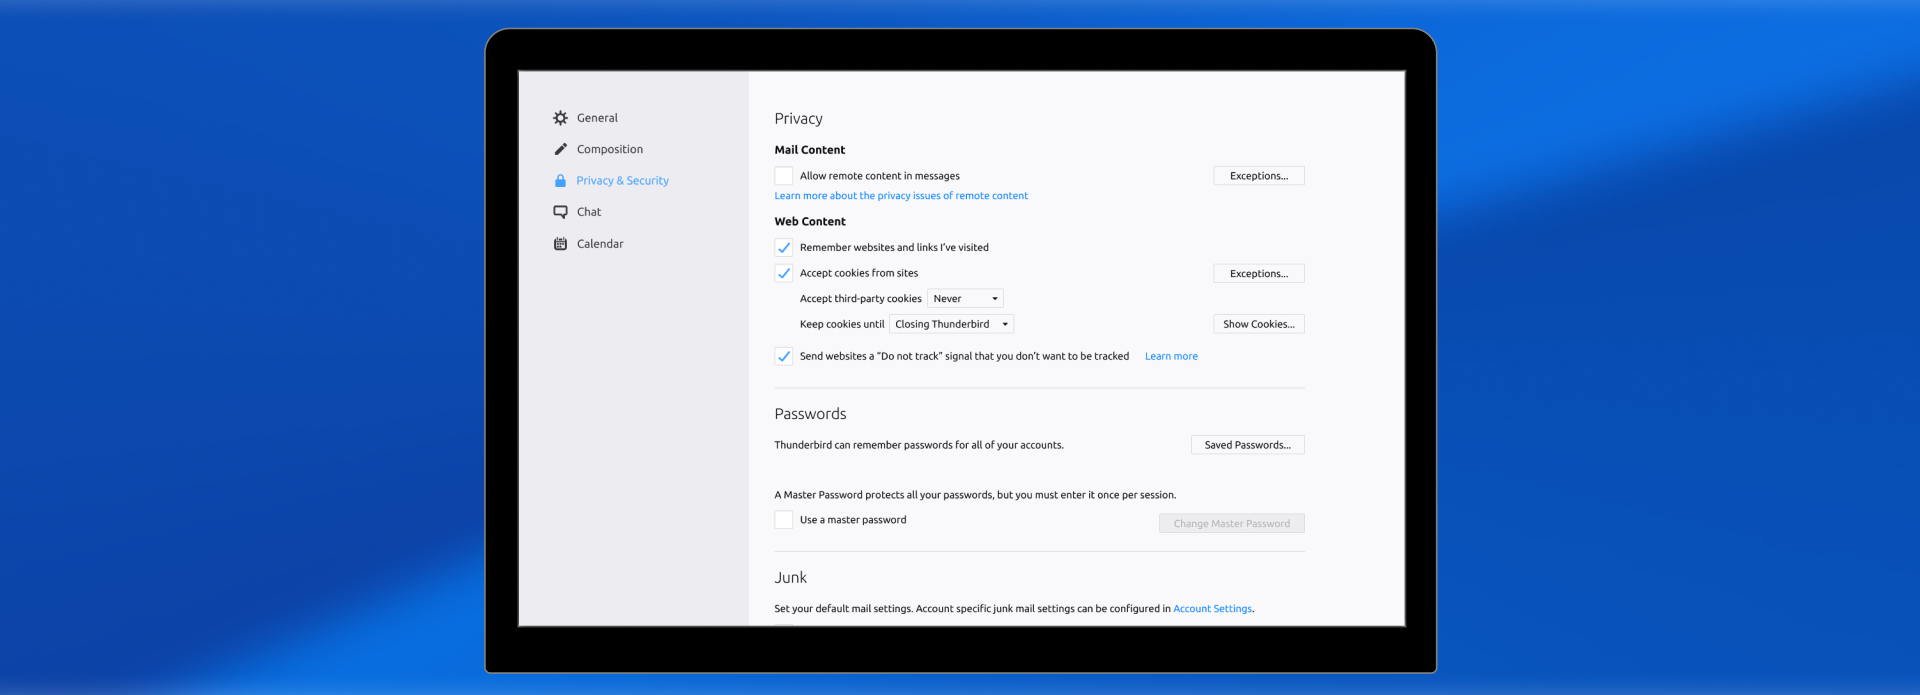 General
Composition
Privacy & Security
Chat
Calendar
Privacy
Mail Content
Allow remote content in messages
Exceptions...
Learn more about the privacy issues of remote content
Web Content
Remember websites and links I've visited
Accept cookies from sites
Exceptions...
Accept third-party cookies Never
Keep cookies until Closing Thunderbird
Show Cookies...
Send websites a “Do not track” signal that you don't want to be tracked Learn more
Passwords
Thunderbird can remember passwords for all of your accounts.
Saved Passwords...
A Master Password protects all your passwords, but you must enter it once per session.
Use a master password
Change Master Password
Junk
Set your default mail settings. Account specific junk mail settings can be configured in Account Settings.